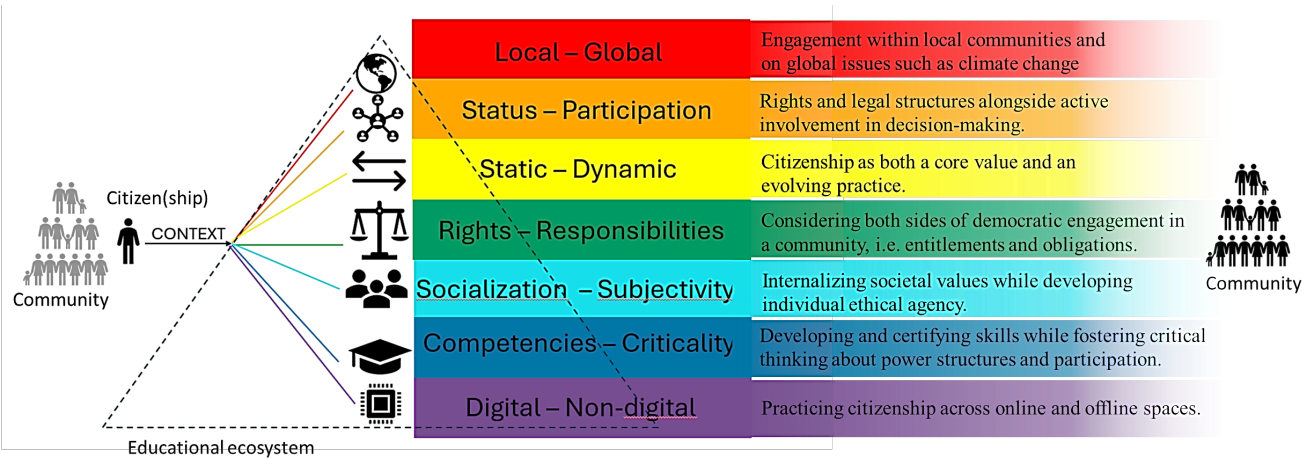 Local – Global
Engagement within local communities and
on global issues such as climate change
Status – Participation
Rights and legal structures alongside active
involvement in decision-making.
Static – Dynamic
Citizenship as both a core value and an
evolving practice.
Citizen(ship)
CONTEXT
Community
Rights – Responsibilities
Considering both sides of democratic engagement in
a community, i.e. entitlements and obligations.
Community
Socialization – Subjectivity
Internalizing societal values while developing
individual ethical agency.
Competencies – Criticality
Developing and certifying skills while fostering critical
thinking about power structures and participation.
Digital – Non-digital
Practicing citizenship across online and offline spaces.
Educational ecosystem